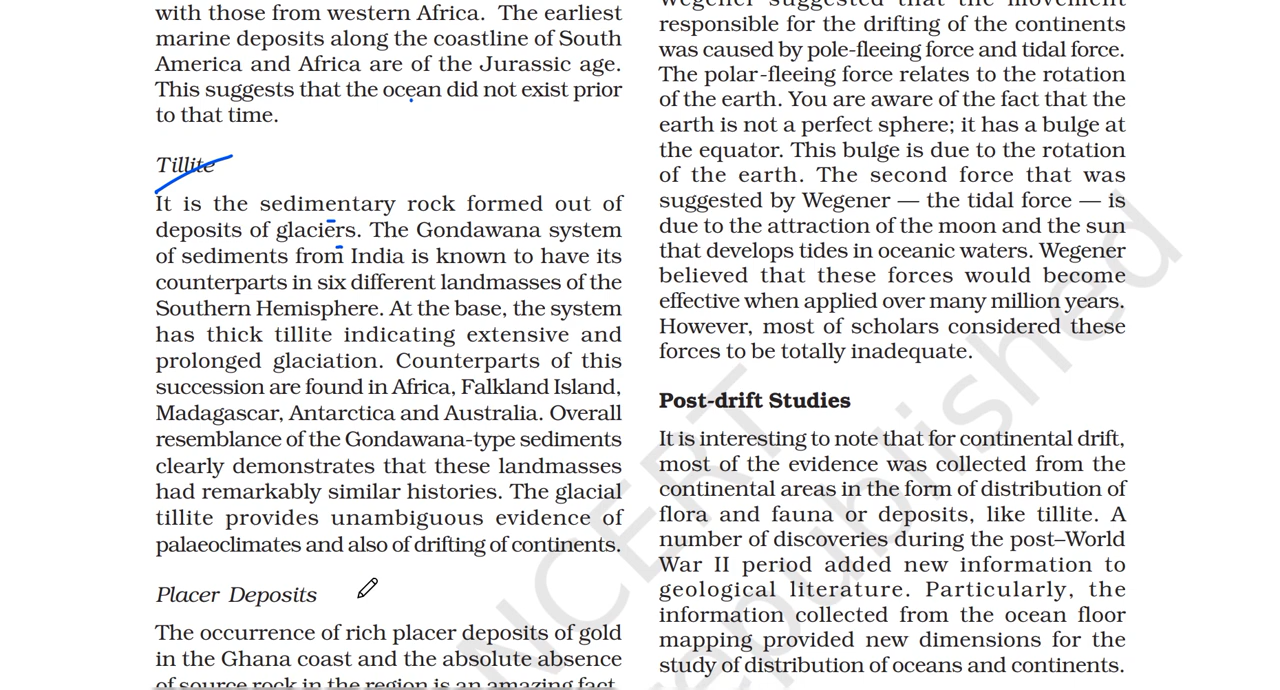 with those from western Africa. The earliest
marine deposits along the coastline of South
America and Africa are of the Jurassic age.
This suggests that the ocean did not exist prior
to that time.
Tillite
It is the sedimentary rock formed out of
deposits of glaciers. The Gondawana system
of sediments from India is known to have its
counterparts in six different landmasses of the
Southern Hemisphere. At the base, the system
has thick tillite indicating extensive and
prolonged glaciation. Counterparts of this
succession are found in Africa, Falkland Island,
Madagascar, Antarctica and Australia. Overall
resemblance of the Gondawana-type sediments
clearly demonstrates that these landmasses
had remarkably similar histories. The glacial
tillite provides unambiguous evidence of
palaeoclimates and also of drifting of continents.
Placer Deposits
The occurrence of rich placer deposits of gold
in the Ghana coast and the absolute absence
of source rock in the region is an amazing fact.
Wegener suggested that the movement
responsible for the drifting of the continents
was caused by pole-fleeing force and tidal force.
The polar-fleeing force relates to the rotation
of the earth. You are aware of the fact that the
earth is not a perfect sphere; it has a bulge at
the equator. This bulge is due to the rotation
of the earth. The second force that was
suggested by Wegener — the tidal force — is
due to the attraction of the moon and the sun
that develops tides in oceanic waters. Wegener
believed that these forces would become
effective when applied over many million years.
However, most of scholars considered these
forces to be totally inadequate.
Post-drift Studies
It is interesting to note that for continental drift,
most of the evidence was collected from the
continental areas in the form of distribution of
flora and fauna or deposits, like tillite. A
number of discoveries during the post–World
War II period added new information to
geological literature. Particularly, the
information collected from the ocean floor
mapping provided new dimensions for the
study of distribution of oceans and continents.
NCERT
republished